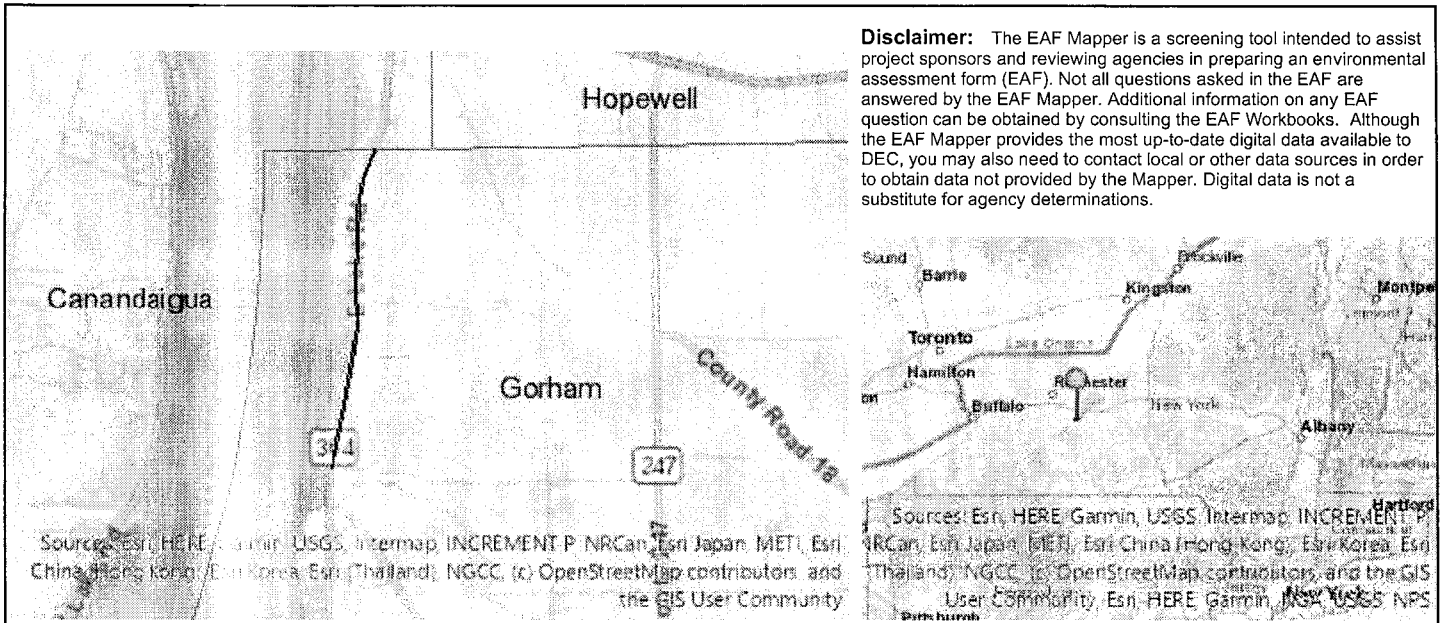 Disclaimer: The EAF Mapper is a screening tool intended to assist
project sponsors and reviewing agencies in preparing an environmental
assessment form (EAF). Not all questions asked in the EAF are
answered by the EAF Mapper. Additional information on any EAF
question can be obtained by consulting the EAF Workbooks. Although
the EAF Mapper provides the most up-to-date digital data available to
DEC, you may also need to contact local or other data sources in order
to obtain data not provided by the Mapper. Digital data is not a
substitute for agency determinations.
Hopewell
Canandaigua
Gorham
County Road 18
364
247
Sources: Esri, HERE, Garmin, USGS, Intermap, INCREMENT P, NRCan, Esri Japan, METI, Esri
China (Hong Kong), Esri Korea, Esri (Thailand), NGCC, (c) OpenStreetMap contributors, and
the GIS User Community
Sound
Barrie
Brockville
Kingston
Montpe
Toronto
Lake Ontario
Hamilton
Rochester
Buffalo
New York
Albany
Hartford
Sources: Esri, HERE, Garmin, USGS, Intermap, INCREMENT P,
NRCan, Esri Japan, METI, Esri China (Hong Kong), Esri Korea, Esri
(Thailand), NGCC, (c) OpenStreetMap contributors, and the GIS
User Community, Esri, HERE, Garmin, NGA, USGS, NPS
Pittsburgh